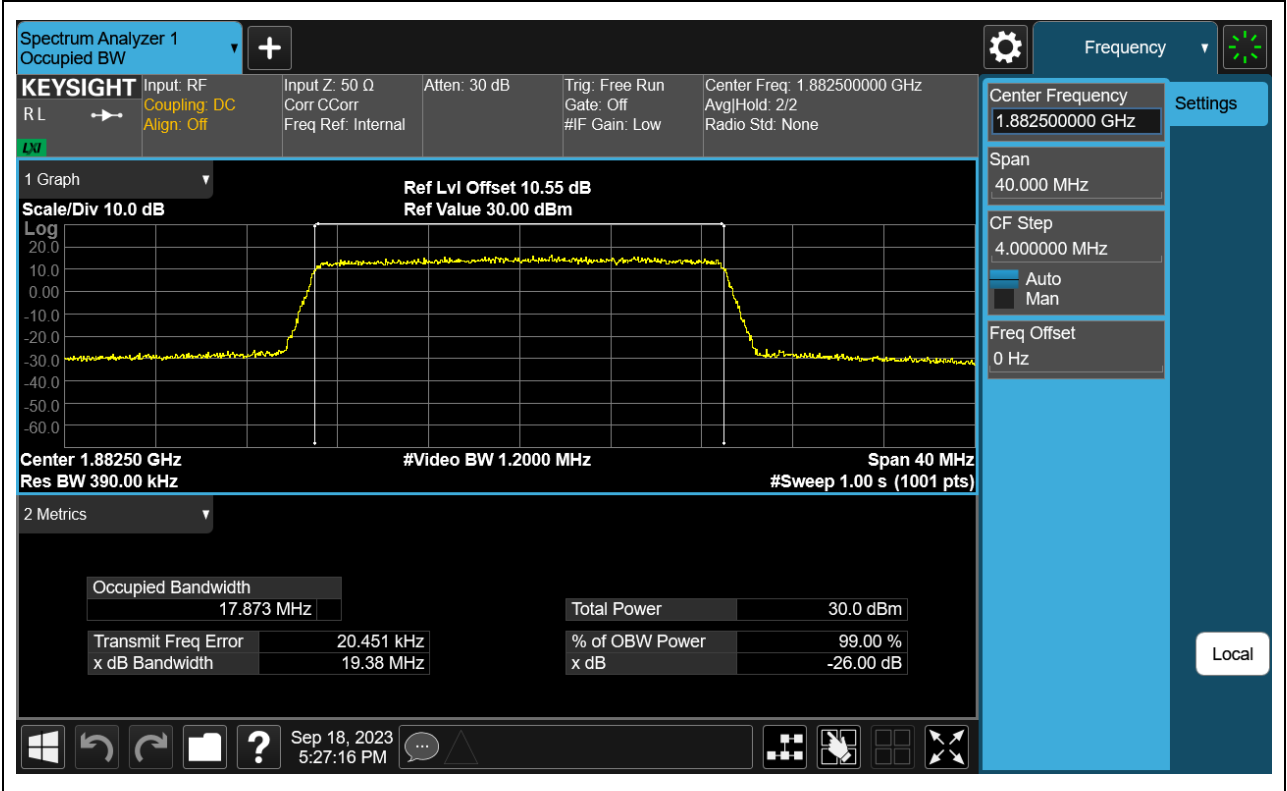 Spectrum Analyzer 1
Occupied BW
Frequency
KEYSIGHT
R L
LXI
Input: RF
Coupling: DC
Align: Off
Input Z: 50 Ω
Corr CCorr
Freq Ref: Internal
Atten: 30 dB
Trig: Free Run
Gate: Off
#IF Gain: Low
Center Freq: 1.882500000 GHz
Avg|Hold: 2/2
Radio Std: None
Center Frequency
1.882500000 GHz
Settings
Span
40.000 MHz
CF Step
4.000000 MHz
Auto
Man
Freq Offset
0 Hz
Local
1 Graph
Scale/Div 10.0 dB
Ref Lvl Offset 10.55 dB
Ref Value 30.00 dBm
Log
20.0
10.0
0.00
-10.0
-20.0
-30.0
-40.0
-50.0
-60.0
Center 1.88250 GHz
#Video BW 1.2000 MHz
Span 40 MHz
Res BW 390.00 kHz
#Sweep 1.00 s (1001 pts)
2 Metrics
Occupied Bandwidth
17.873 MHz
Total Power 30.0 dBm
Transmit Freq Error 20.451 kHz
% of OBW Power 99.00 %
x dB Bandwidth 19.38 MHz
x dB -26.00 dB
?
Sep 18, 2023
5:27:16 PM